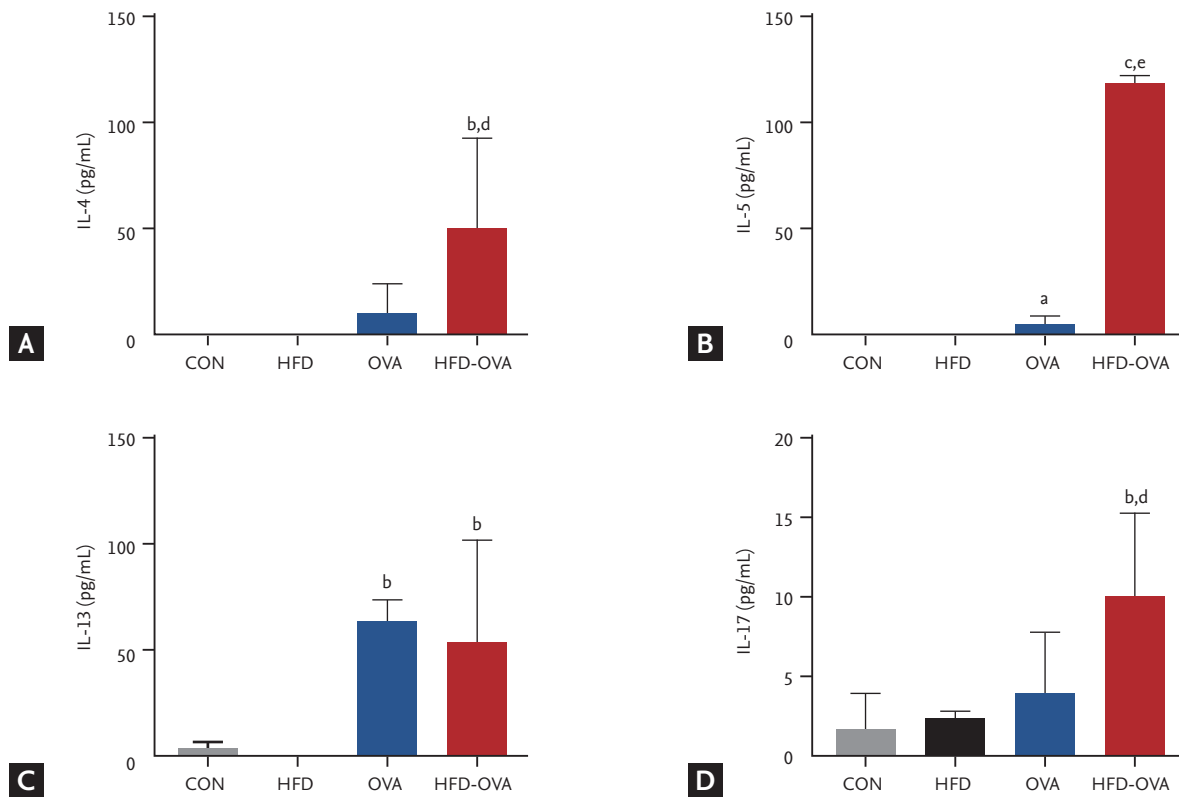 150
100
50
0
IL-4 (pg/mL)
b,d
CON HFD OVA HFD-OVA
A
150
100
50
0
IL-5 (pg/mL)
a
c,e
CON HFD OVA HFD-OVA
B
150
100
50
0
IL-13 (pg/mL)
b
b
CON HFD OVA HFD-OVA
C
20
15
10
5
0
IL-17 (pg/mL)
b,d
CON HFD OVA HFD-OVA
D